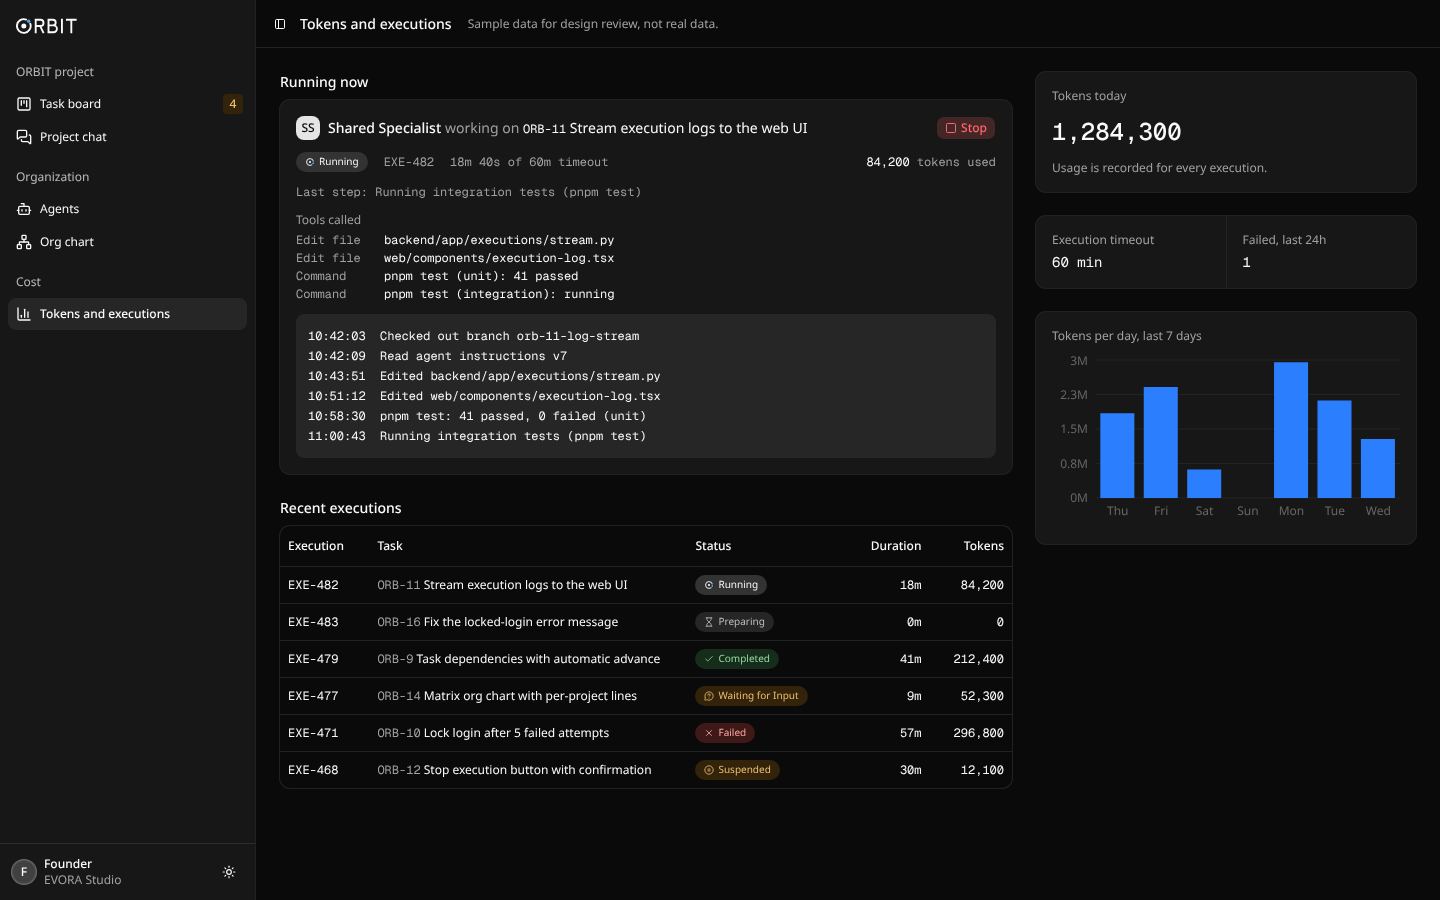 ORBIT
ORBIT project
Task board 4
Project chat
Organization
Agents
Org chart
Cost
Tokens and executions
F
Founder
EVORA Studio
Tokens and executions Sample data for design review, not real data.
Running now
SS Shared Specialist working on ORB-11 Stream execution logs to the web UI Stop
Running EXE-482 18m 40s of 60m timeout 84,200 tokens used
Last step: Running integration tests (pnpm test)
Tools called
Edit file backend/app/executions/stream.py
Edit file web/components/execution-log.tsx
Command pnpm test (unit): 41 passed
Command pnpm test (integration): running
10:42:03 Checked out branch orb-11-log-stream
10:42:09 Read agent instructions v7
10:43:51 Edited backend/app/executions/stream.py
10:51:12 Edited web/components/execution-log.tsx
10:58:30 pnpm test: 41 passed, 0 failed (unit)
11:00:43 Running integration tests (pnpm test)
Recent executions
Execution Task Status Duration Tokens
EXE-482 ORB-11 Stream execution logs to the web UI Running 18m 84,200
EXE-483 ORB-16 Fix the locked-login error message Preparing 0m 0
EXE-479 ORB-9 Task dependencies with automatic advance Completed 41m 212,400
EXE-477 ORB-14 Matrix org chart with per-project lines Waiting for Input 9m 52,300
EXE-471 ORB-10 Lock login after 5 failed attempts Failed 57m 296,800
EXE-468 ORB-12 Stop execution button with confirmation Suspended 30m 12,100
Tokens today
1,284,300
Usage is recorded for every execution.
Execution timeout
60 min
Failed, last 24h
1
Tokens per day, last 7 days
3M
2.3M
1.5M
0.8M
0M
Thu Fri Sat Sun Mon Tue Wed